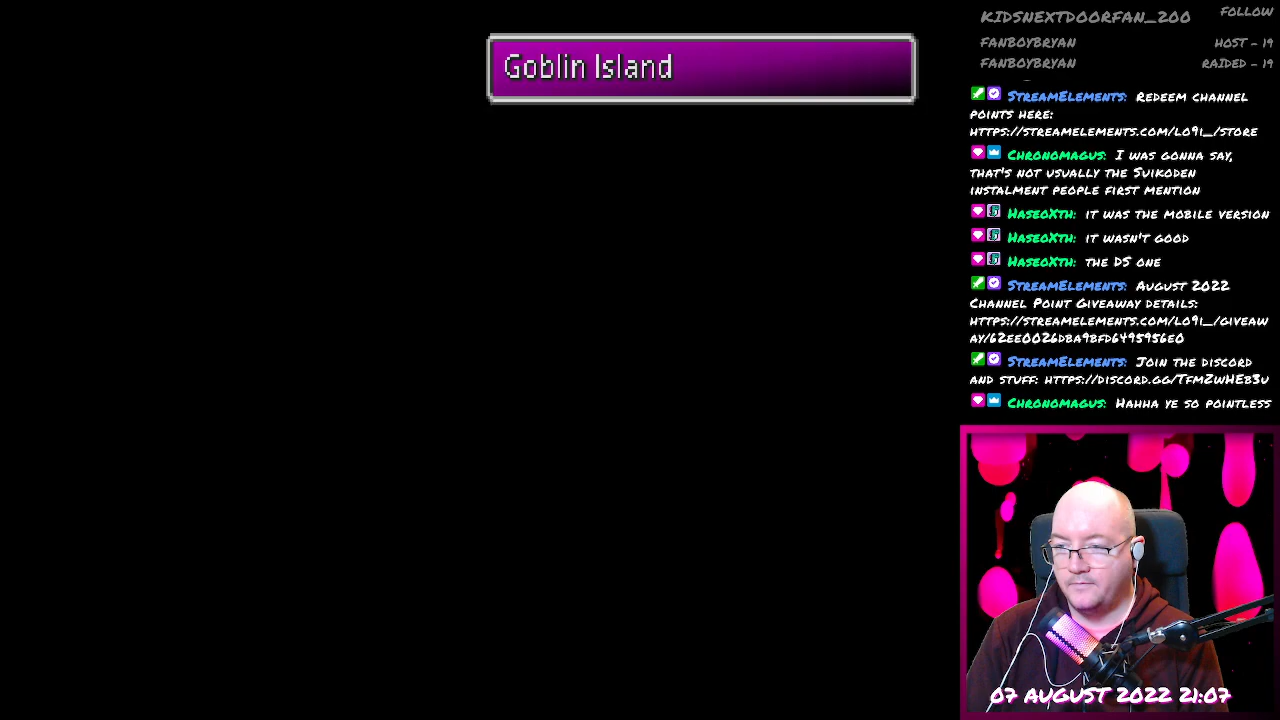 Goblin Island
KIDSNEXTDOORFAN_200 FOLLOW
FANBOYBRYAN HOST - 19
FANBOYBRYAN RAIDED - 19
StreamElements: Redeem channel
points here:
https://streamelements.com/lo9i_/store
Chronomagus: I was gonna say,
that's not usually the Suikoden
instalment people first mention
HaseoXth: it was the mobile version
HaseoXth: it wasn't good
HaseoXth: the DS one
StreamElements: August 2022
Channel Point Giveaway details:
https://streamelements.com/lo9i_/giveaw
ay/62ee0026dba9bfd6495956e0
StreamElements: Join the discord
and stuff: https://discord.gg/TfmZwHEb3u
Chronomagus: Hahha ye so pointless
07 AUGUST 2022 21:07